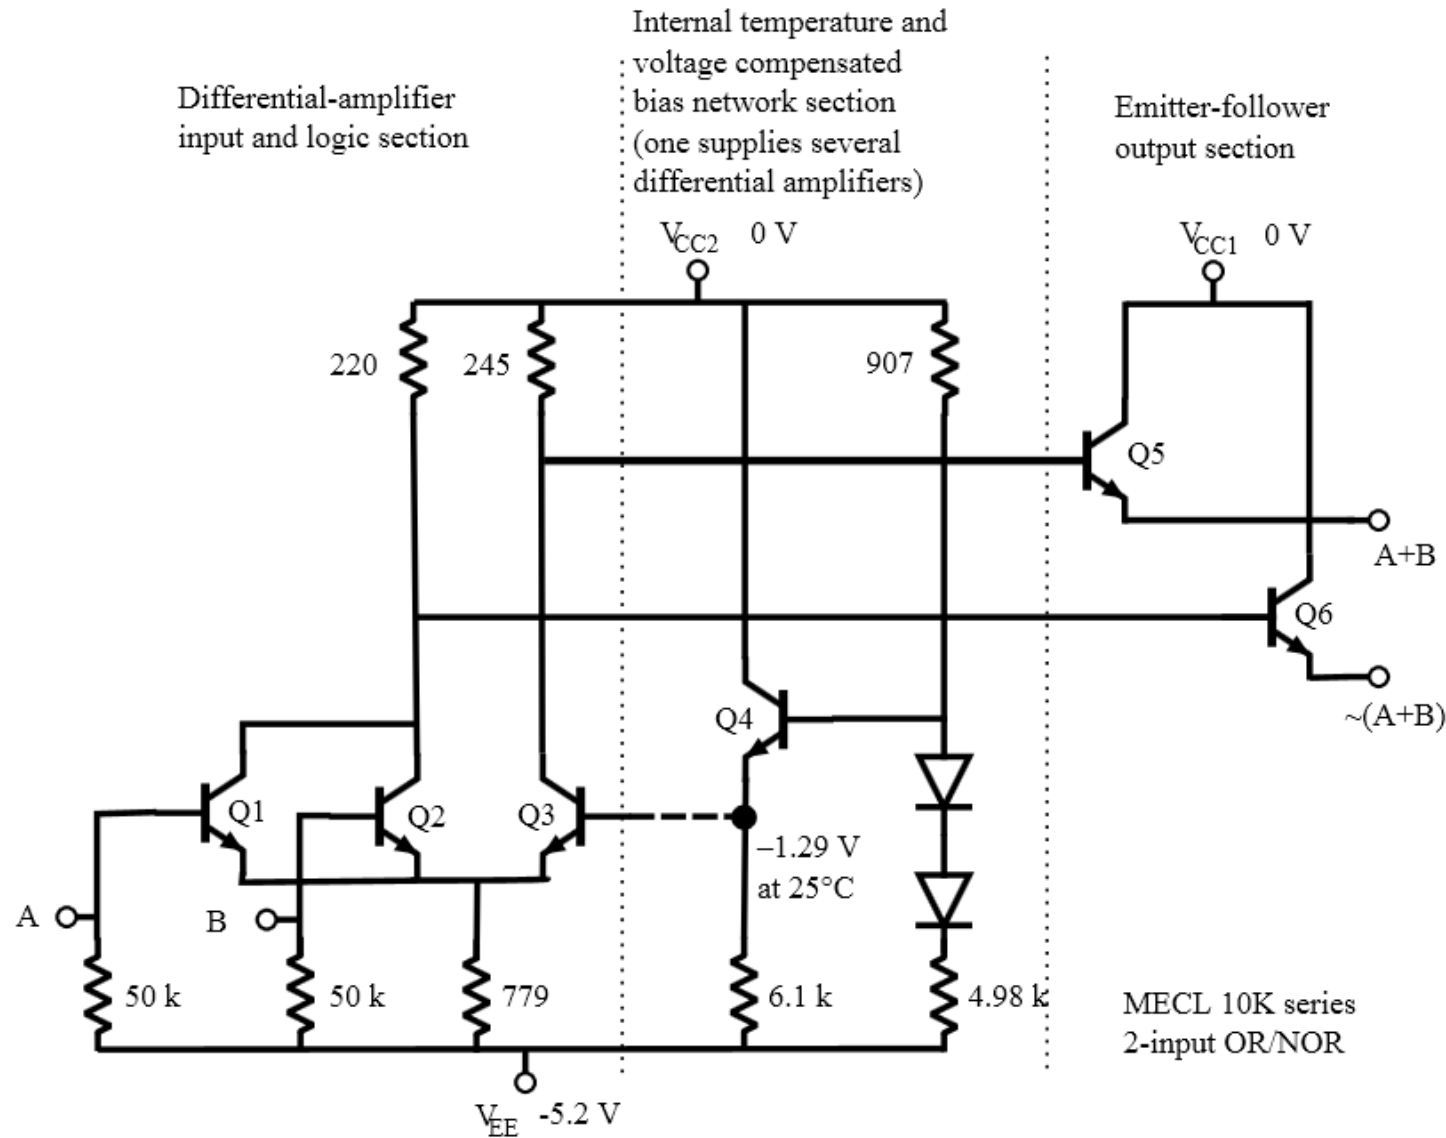 Internal temperature and
voltage compensated
bias network section
(one supplies several
differential amplifiers)
Differential-amplifier
input and logic section
Emitter-follower
output section
VCC2 0 V
VCC1 0 V
220
245
907
Q5
A+B
Q6
~(A+B)
Q4
Q1
Q2
Q3
–1.29 V
at 25°C
A
B
50 k
50 k
779
6.1 k
4.98 k
MECL 10K series
2-input OR/NOR
VEE -5.2 V